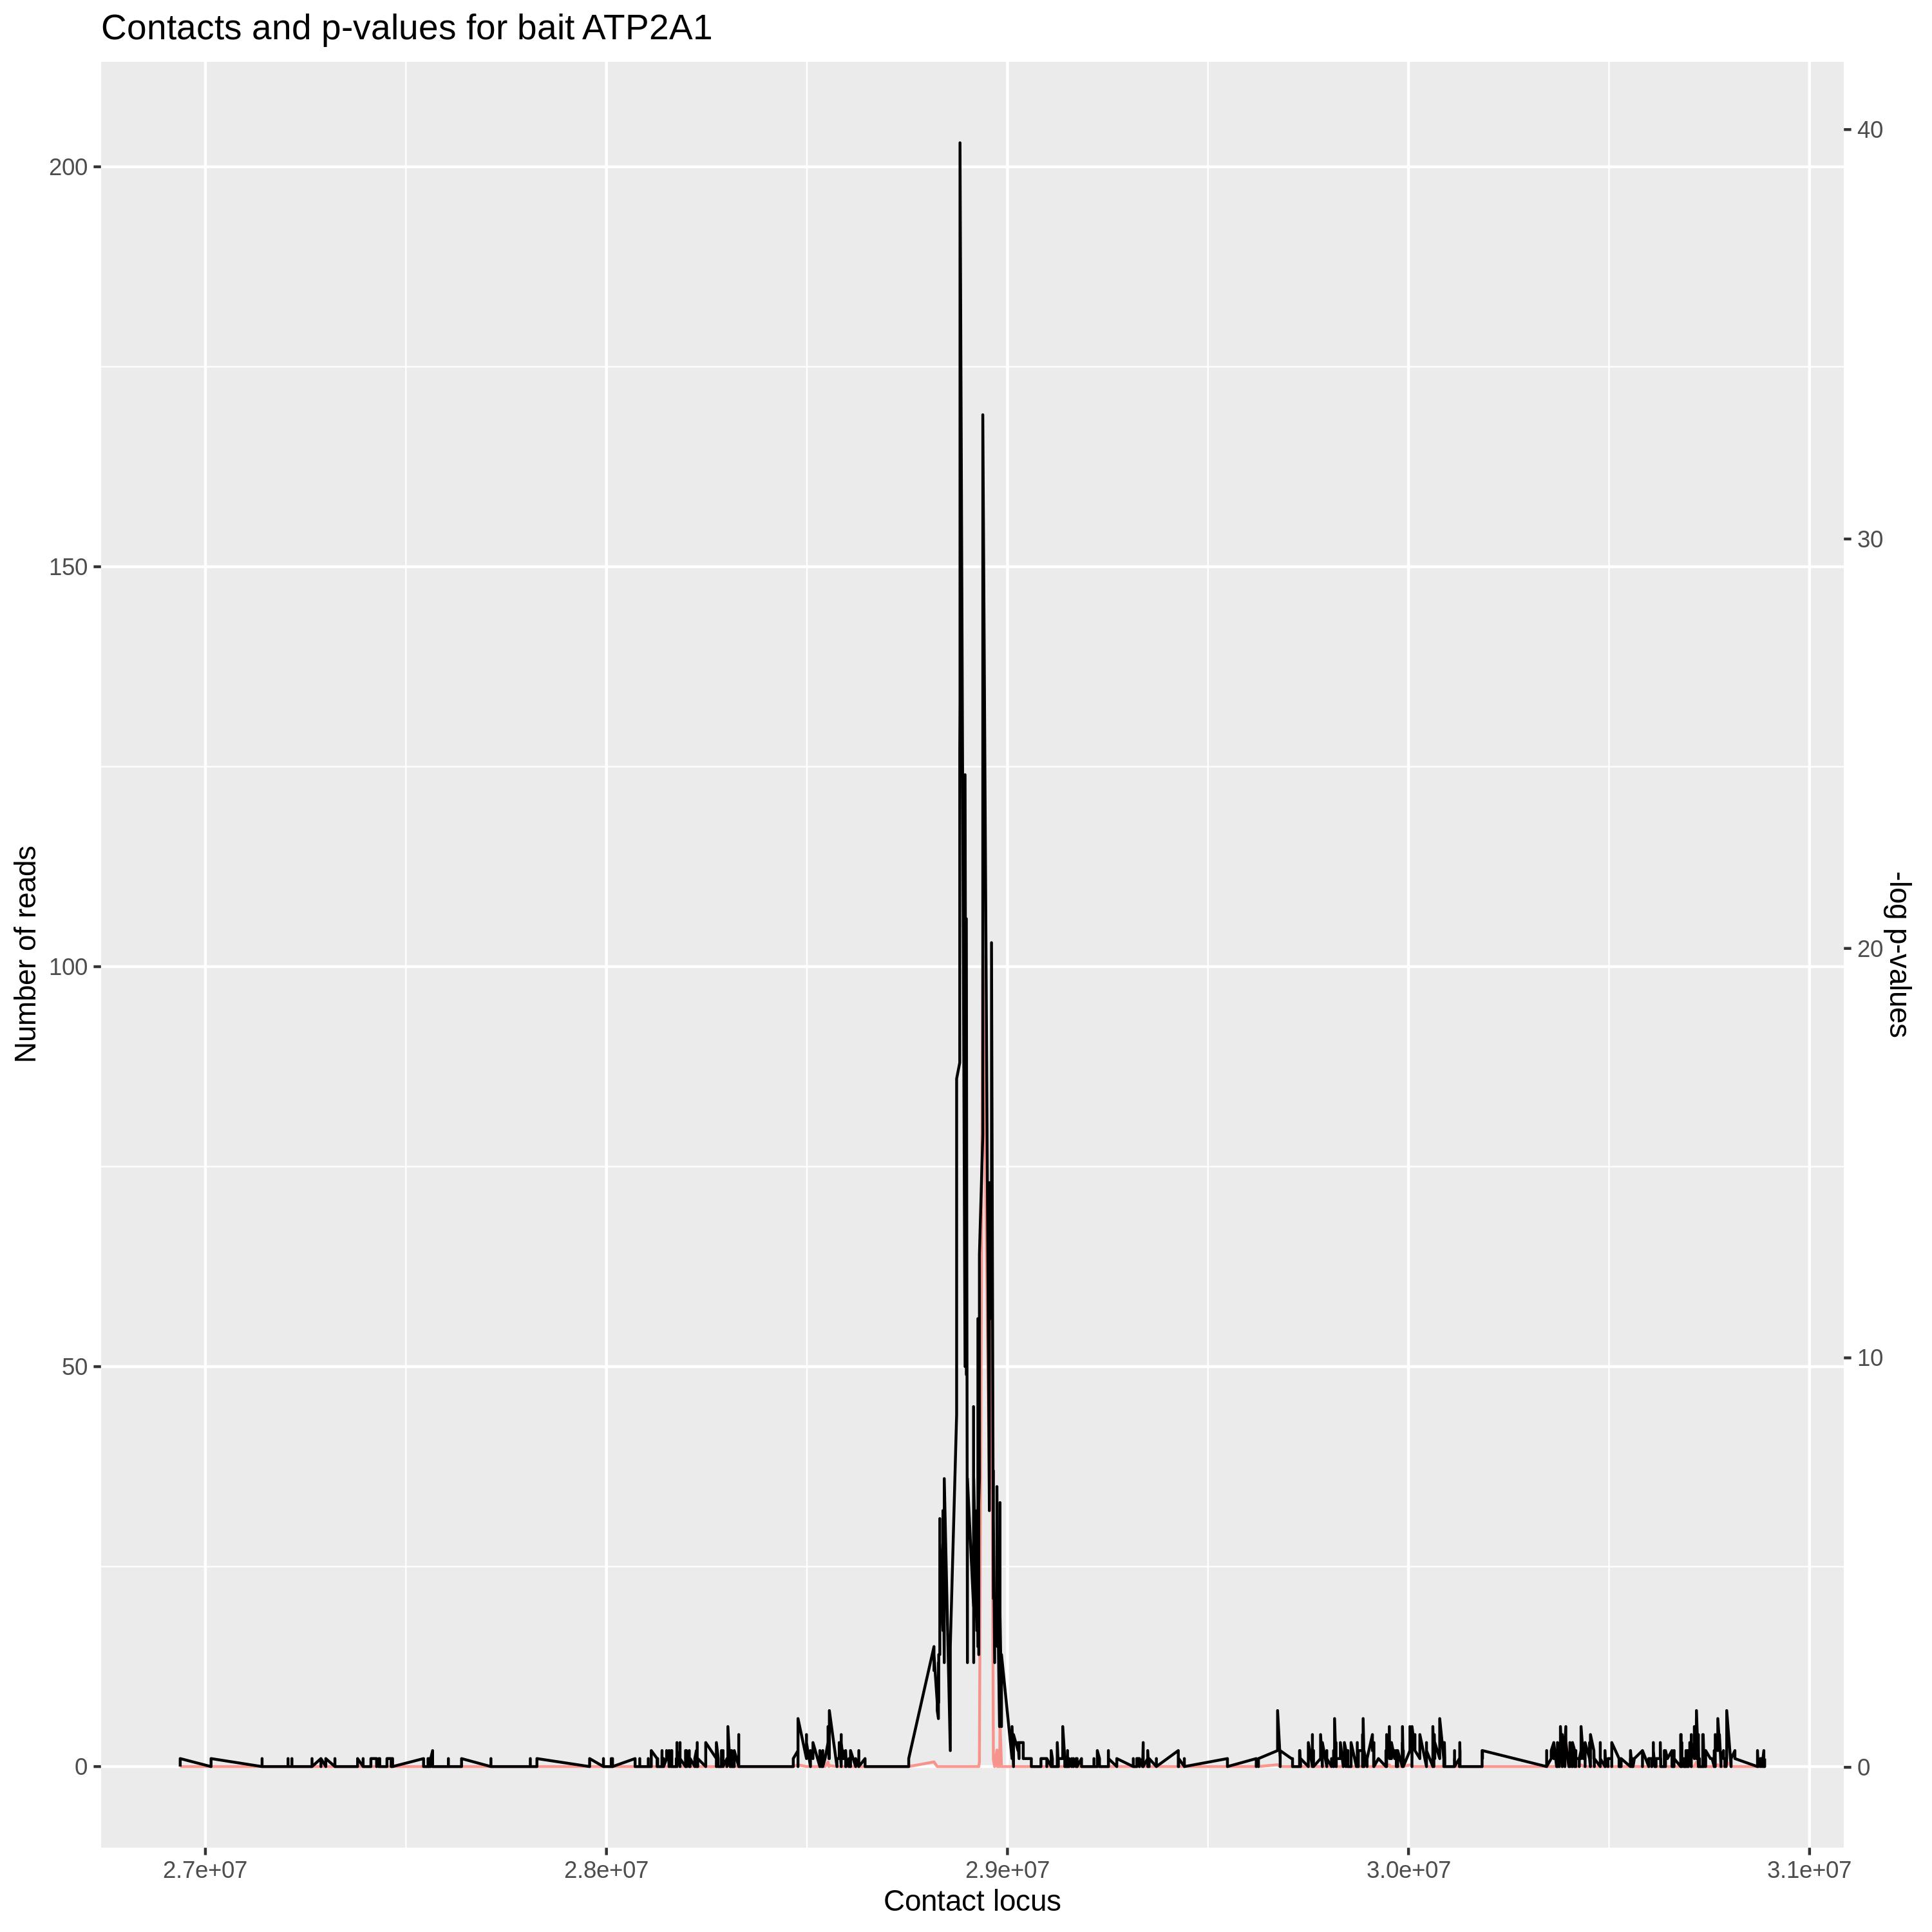 Contacts and p-values for bait ATP2A1
200
150
100
50
0
Number of reads
40
30
20
10
0
-log p-values
2.7e+07 2.8e+07 2.9e+07 3.0e+07 3.1e+07
Contact locus